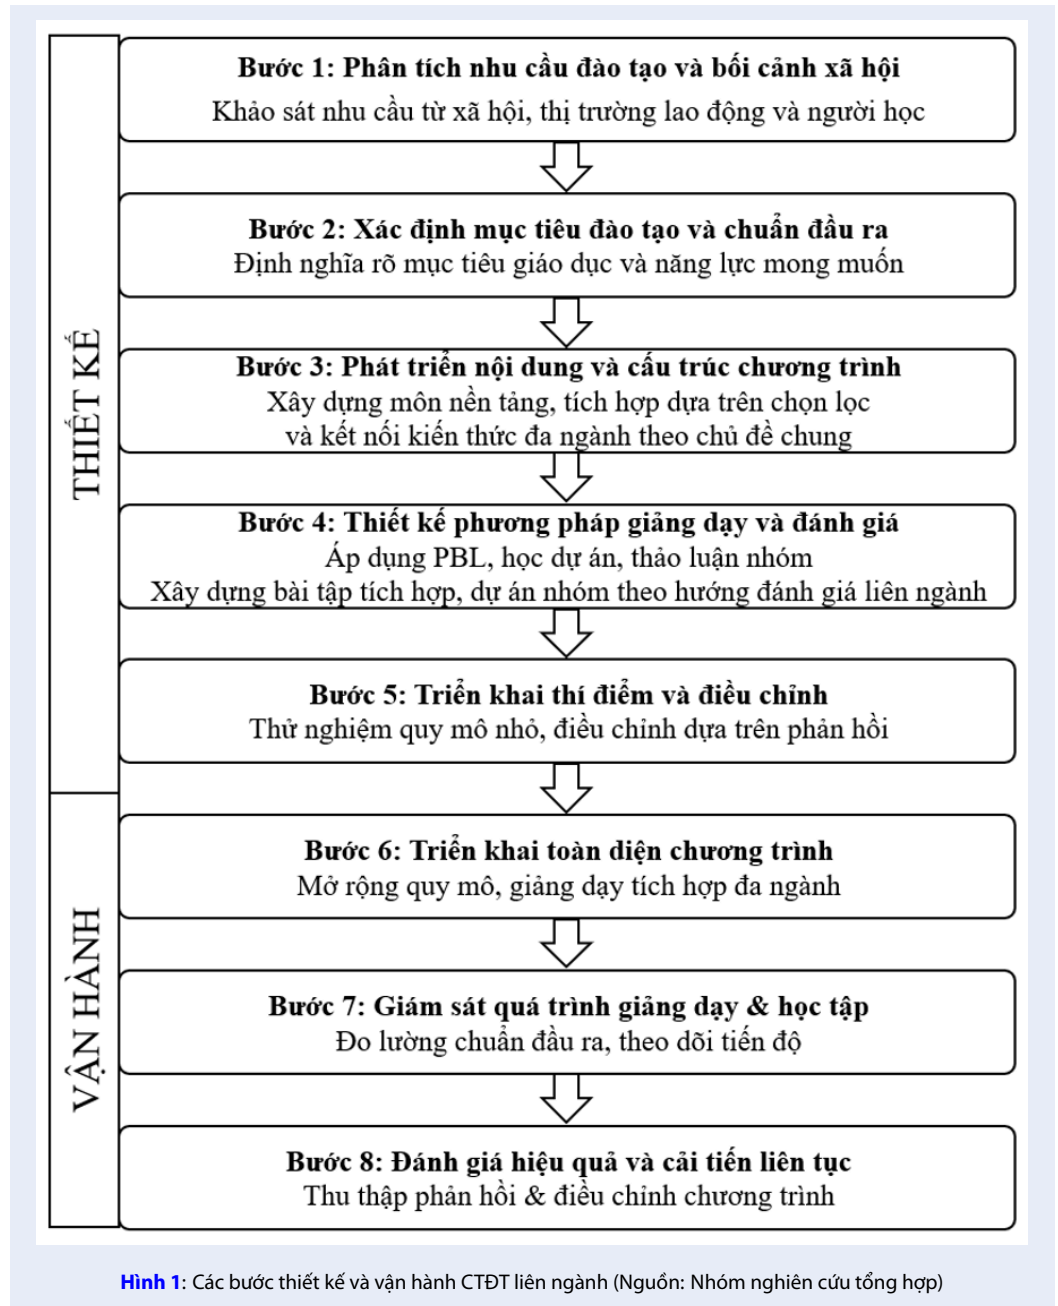 THIẾT KẾ
Bước 1: Phân tích nhu cầu đào tạo và bối cảnh xã hội
Khảo sát nhu cầu từ xã hội, thị trường lao động và người học
Bước 2: Xác định mục tiêu đào tạo và chuẩn đầu ra
Định nghĩa rõ mục tiêu giáo dục và năng lực mong muốn
Bước 3: Phát triển nội dung và cấu trúc chương trình
Xây dựng môn nền tảng, tích hợp dựa trên chọn lọc
và kết nối kiến thức đa ngành theo chủ đề chung
Bước 4: Thiết kế phương pháp giảng dạy và đánh giá
Áp dụng PBL, học dự án, thảo luận nhóm
Xây dựng bài tập tích hợp, dự án nhóm theo hướng đánh giá liên ngành
Bước 5: Triển khai thí điểm và điều chỉnh
Thử nghiệm quy mô nhỏ, điều chỉnh dựa trên phản hồi
VẬN HÀNH
Bước 6: Triển khai toàn diện chương trình
Mở rộng quy mô, giảng dạy tích hợp đa ngành
Bước 7: Giám sát quá trình giảng dạy & học tập
Đo lường chuẩn đầu ra, theo dõi tiến độ
Bước 8: Đánh giá hiệu quả và cải tiến liên tục
Thu thập phản hồi & điều chỉnh chương trình
Hình 1: Các bước thiết kế và vận hành CTĐT liên ngành (Nguồn: Nhóm nghiên cứu tổng hợp)